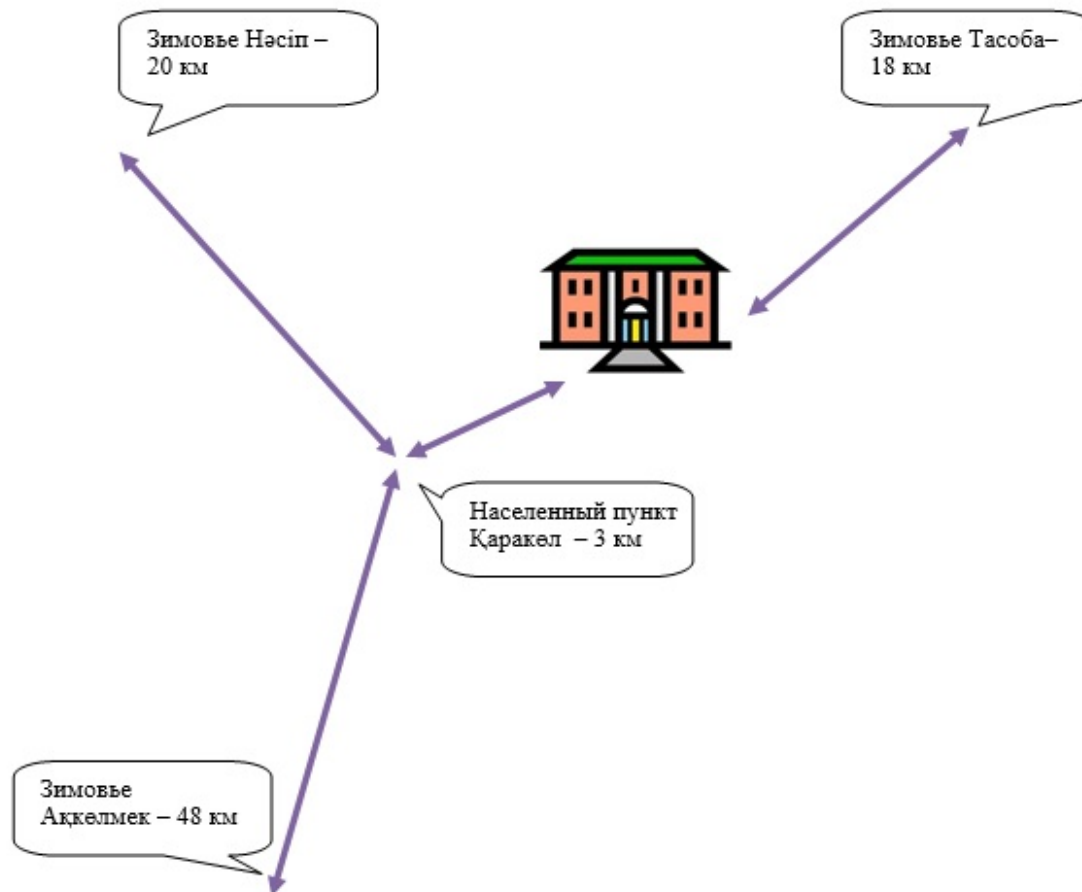 Зимовье Нәсіп –
20 км
Зимовье Тасоба–
18 км
Населенный пункт
Қаракөл – 3 км
Зимовье
Ақкөлмек – 48 км